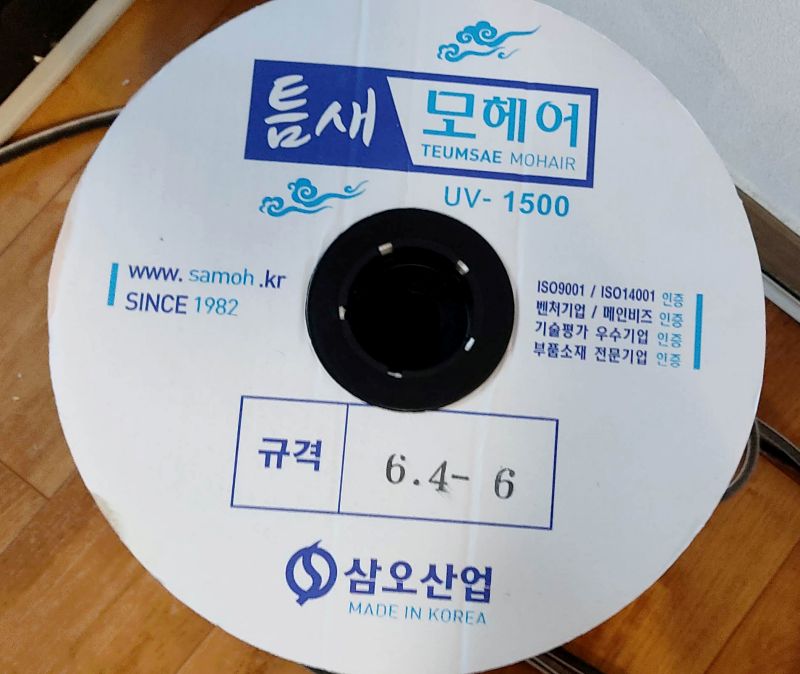 틈새 모헤어
TEUMSAE MOHAIR
UV- 1500
www. samoh .kr
SINCE 1982
ISO9001 / ISO14001 인증
벤처기업 / 메인비즈 인증
기술평가 우수기업 인증
부품소재 전문기업 인증
규격 6.4- 6
삼오산업
MADE IN KOREA